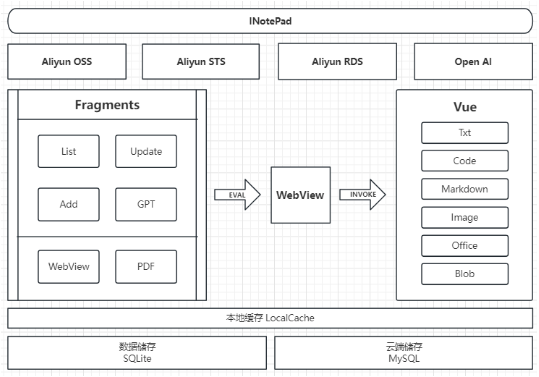 INotePad
Aliyun OSS
Aliyun STS
Aliyun RDS
Open AI
Fragments
List
Update
Add
GPT
WebView
PDF
EVAL
WebView
INVOKE
Vue
Txt
Code
Markdown
Image
Office
Blob
本地缓存 LocalCache
数据储存
SQLite
云端储存
MySQL